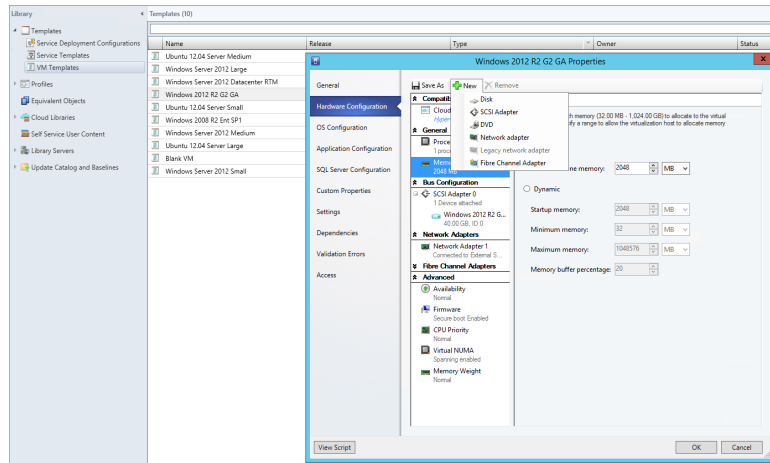 Library
Templates (10)
Templates
Service Deployment Configurations
Service Templates
VM Templates
Profiles
Equivalent Objects
Cloud Libraries
Self Service User Content
Library Servers
Update Catalog and Baselines
Name Release Type Owner Status
Ubuntu 12.04 Server Medium
Windows Server 2012 Large
Windows Server 2012 Datacenter RTM
Windows 2012 R2 G2 GA
Ubuntu 12.04 Server Small
Windows 2008 R2 Ent SP1
Windows Server 2012 Medium
Ubuntu 12.04 Server Large
Blank VM
Windows Server 2012 Small
Windows 2012 R2 G2 GA Properties
General
Hardware Configuration
OS Configuration
Application Configuration
SQL Server Configuration
Custom Properties
Settings
Dependencies
Validation Errors
Access
Save As New Remove
Disk
SCSI Adapter
DVD
Network adapter
Legacy network adapter
Fibre Channel Adapter
Compatib
Cloud
Hyper
General
Proce
1 proc
Mem
2048 MB
Bus Configuration
SCSI Adapter 0
1 Device attached
Windows 2012 R2 G...
40.00 GB, ID 0
Network Adapters
Network Adapter 1
Connected to External S...
Fibre Channel Adapters
Advanced
Availability
Normal
Firmware
Secure boot Enabled
CPU Priority
Normal
Virtual NUMA
Spanning enabled
Memory Weight
Normal
memory (32.00 MB - 1,024.00 GB) to allocate to the virtual
ify a range to allow the virtualization host to allocate memory
ne memory: 2048 MB
Dynamic
Startup memory: 2048 MB
Minimum memory: 32 MB
Maximum memory: 1048576 MB
Memory buffer percentage: 20
View Script
OK Cancel